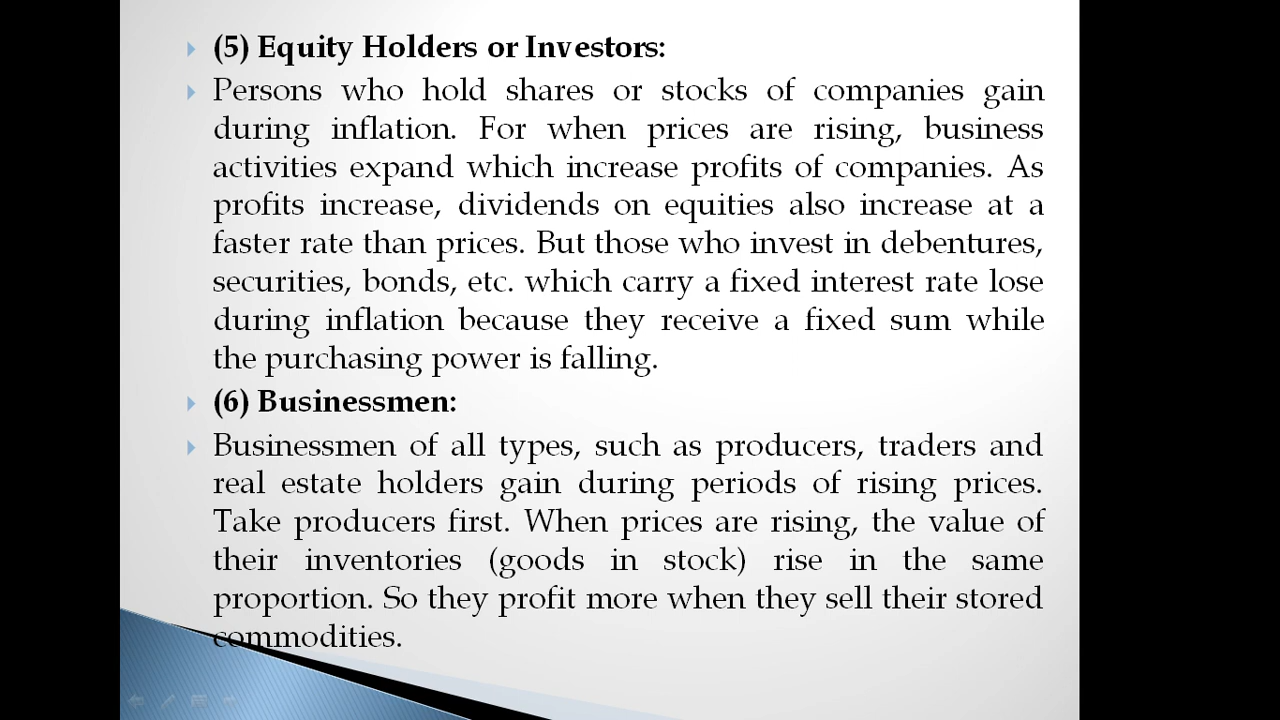 (5) Equity Holders or Investors:
Persons who hold shares or stocks of companies gain
during inflation. For when prices are rising, business
activities expand which increase profits of companies. As
profits increase, dividends on equities also increase at a
faster rate than prices. But those who invest in debentures,
securities, bonds, etc. which carry a fixed interest rate lose
during inflation because they receive a fixed sum while
the purchasing power is falling.
(6) Businessmen:
Businessmen of all types, such as producers, traders and
real estate holders gain during periods of rising prices.
Take producers first. When prices are rising, the value of
their inventories (goods in stock) rise in the same
proportion. So they profit more when they sell their stored
commodities.